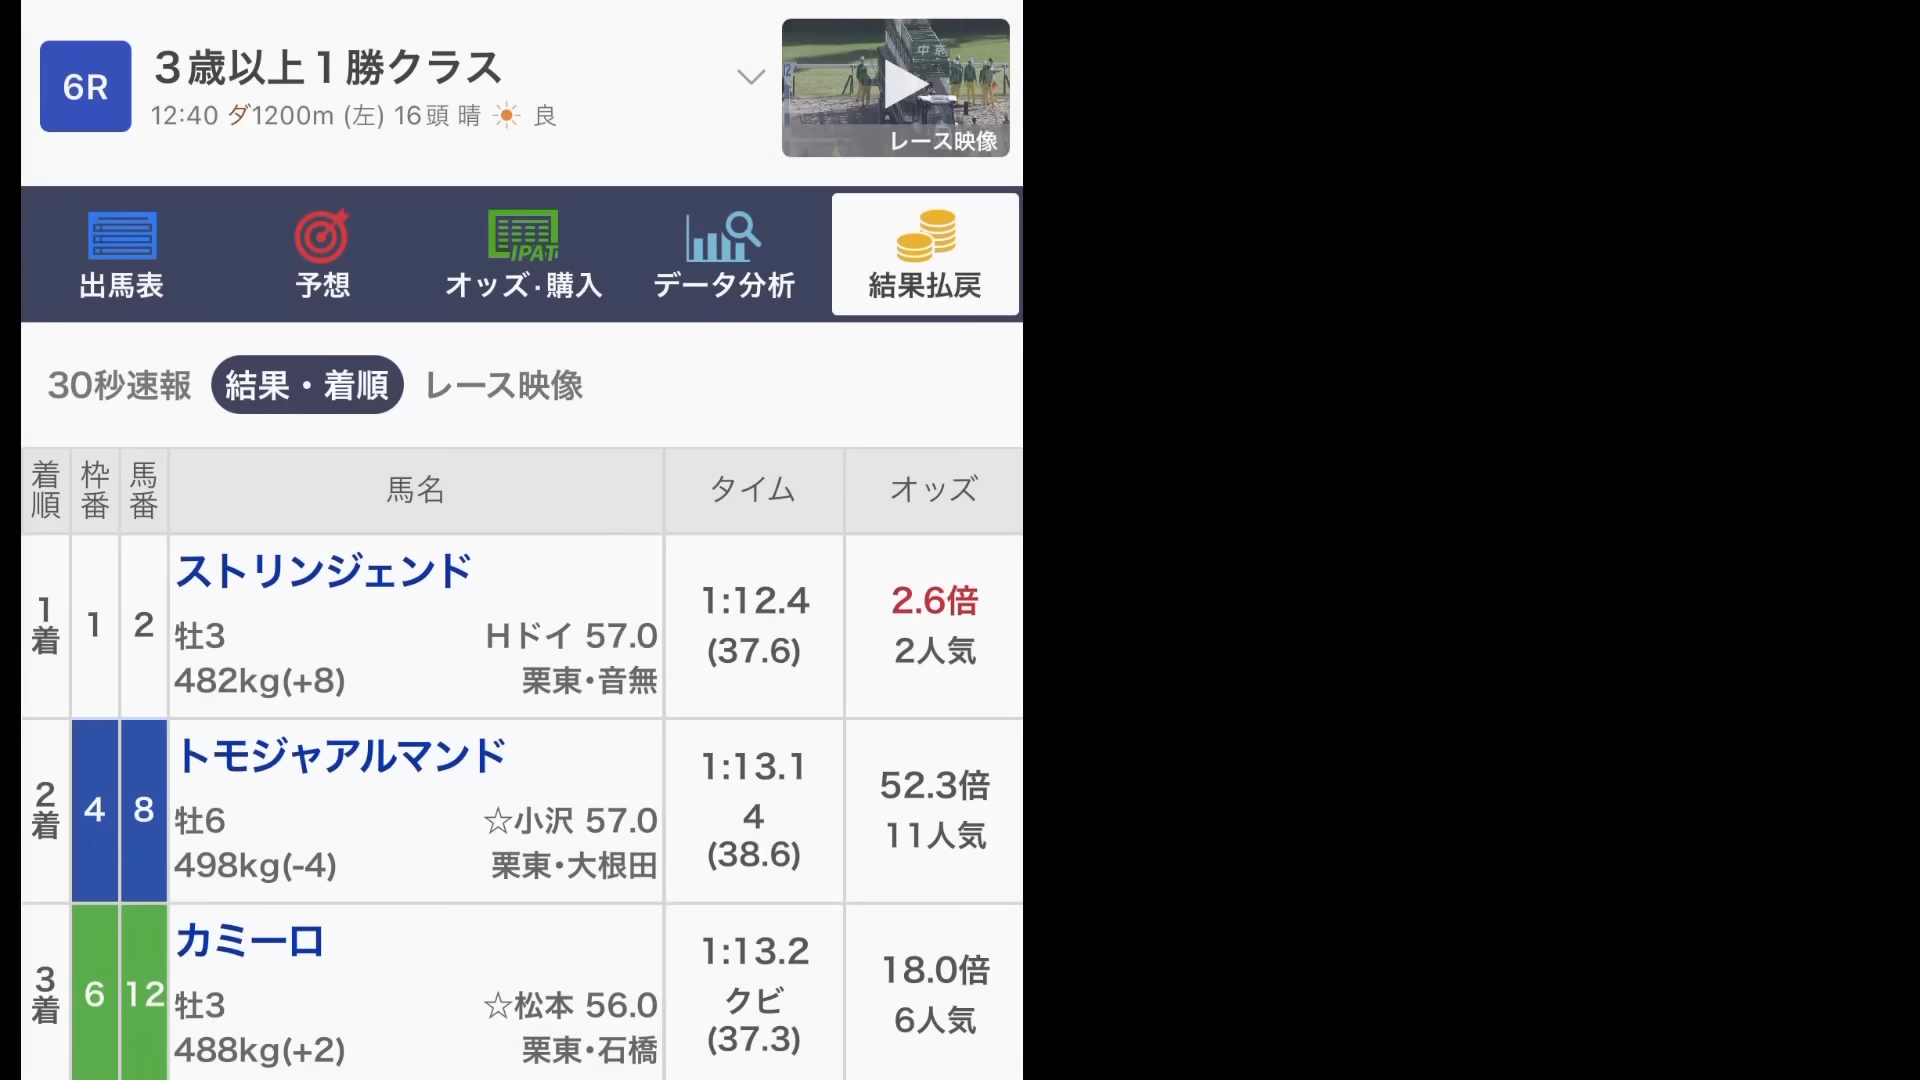 6R
３歳以上１勝クラス
12:40 ダ1200m (左) 16頭 晴 良
中京
レース映像
出馬表
予想
IPAT
オッズ・購入
データ分析
結果払戻
30秒速報 結果・着順 レース映像
着順 枠番 馬番 馬名 タイム オッズ
1着 1 2
ストリンジェンド
牡3 Hドイ 57.0
482kg(+8) 栗東・音無
1:12.4
(37.6)
2.6倍
2人気
2着 4 8
トモジャアルマンド
牡6 ☆小沢 57.0
498kg(-4) 栗東・大根田
1:13.1
4
(38.6)
52.3倍
11人気
3着 6 12
カミーロ
牡3 ☆松本 56.0
488kg(+2) 栗東・石橋
1:13.2
クビ
(37.3)
18.0倍
6人気